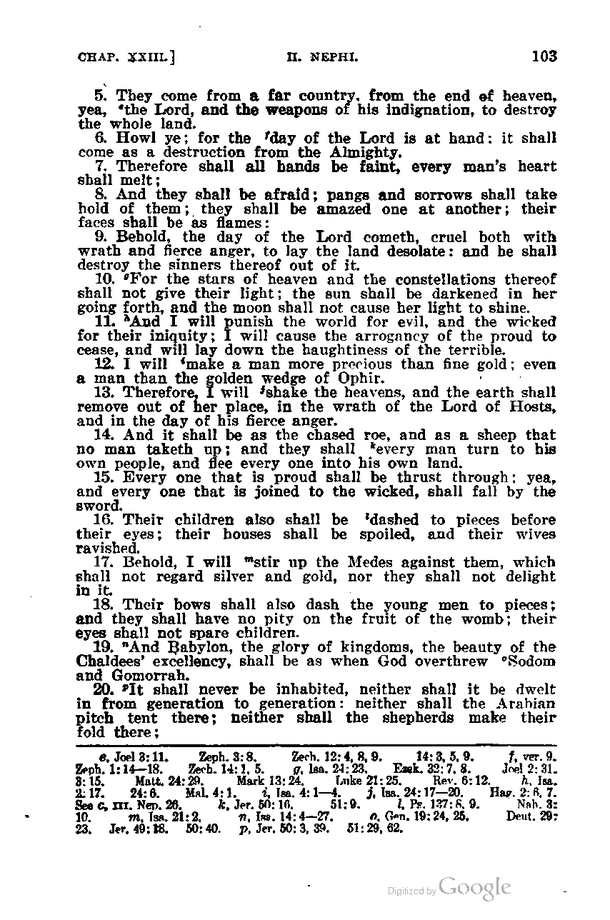 CHAP. XXIII.] II. NEPHI. 103
5. They come from a far country, from the end of heaven,
yea, ᵉthe Lord, and the weapons of his indignation, to destroy
the whole land.
6. Howl ye; for the ᶠday of the Lord is at hand: it shall
come as a destruction from the Almighty.
7. Therefore shall all hands be faint, every man's heart
shall melt;
8. And they shall be afraid; pangs and sorrows shall take
hold of them; they shall be amazed one at another; their
faces shall be as flames:
9. Behold, the day of the Lord cometh, cruel both with
wrath and fierce anger, to lay the land desolate: and he shall
destroy the sinners thereof out of it.
10. ᵍFor the stars of heaven and the constellations thereof
shall not give their light; the sun shall be darkened in her
going forth, and the moon shall not cause her light to shine.
11. ʰAnd I will punish the world for evil, and the wicked
for their iniquity; I will cause the arrogancy of the proud to
cease, and will lay down the haughtiness of the terrible.
12. I will ⁱmake a man more precious than fine gold; even
a man than the golden wedge of Ophir.
13. Therefore, I will ʲshake the heavens, and the earth shall
remove out of her place, in the wrath of the Lord of Hosts,
and in the day of his fierce anger.
14. And it shall be as the chased roe, and as a sheep that
no man taketh up; and they shall ᵏevery man turn to his
own people, and flee every one into his own land.
15. Every one that is proud shall be thrust through; yea,
and every one that is joined to the wicked, shall fall by the
sword.
16. Their children also shall be ˡdashed to pieces before
their eyes; their houses shall be spoiled, and their wives
ravished.
17. Behold, I will ᵐstir up the Medes against them, which
shall not regard silver and gold, nor they shall not delight
in it.
18. Their bows shall also dash the young men to pieces;
and they shall have no pity on the fruit of the womb; their
eyes shall not spare children.
19. ⁿAnd Babylon, the glory of kingdoms, the beauty of the
Chaldees' excellency, shall be as when God overthrew ᵒSodom
and Gomorrah.
20. ᵖIt shall never be inhabited, neither shall it be dwelt
in from generation to generation: neither shall the Arabian
pitch tent there; neither shall the shepherds make their
fold there;
e, Joel 3:11. Zeph. 3:8. Zech. 12:4, 8, 9. 14:3, 5, 9. f, ver. 9.
Zeph. 1:14—18. Zech. 14:1, 5. g, Isa. 24:23. Ezek. 32:7, 8. Joel 2:31.
3:15. Matt. 24:29. Mark 13:24. Luke 21:25. Rev. 6:12. h, Isa.
2:17. 24:6. Mal. 4:1. i, Isa. 4:1—4. j, Isa. 24:17—20. Hag. 2:6, 7.
See c, III. Nep. 26. k, Jer. 50:16. 51:9. l, Ps. 137:8, 9. Nah. 3:
10. m, Isa. 21:2. n, Isa. 14:4—27. o, Gen. 19:24, 25. Deut. 29:
23. Jer. 49:18. 50:40. p, Jer. 50:3, 39. 51:29, 62.
Digitized by Google